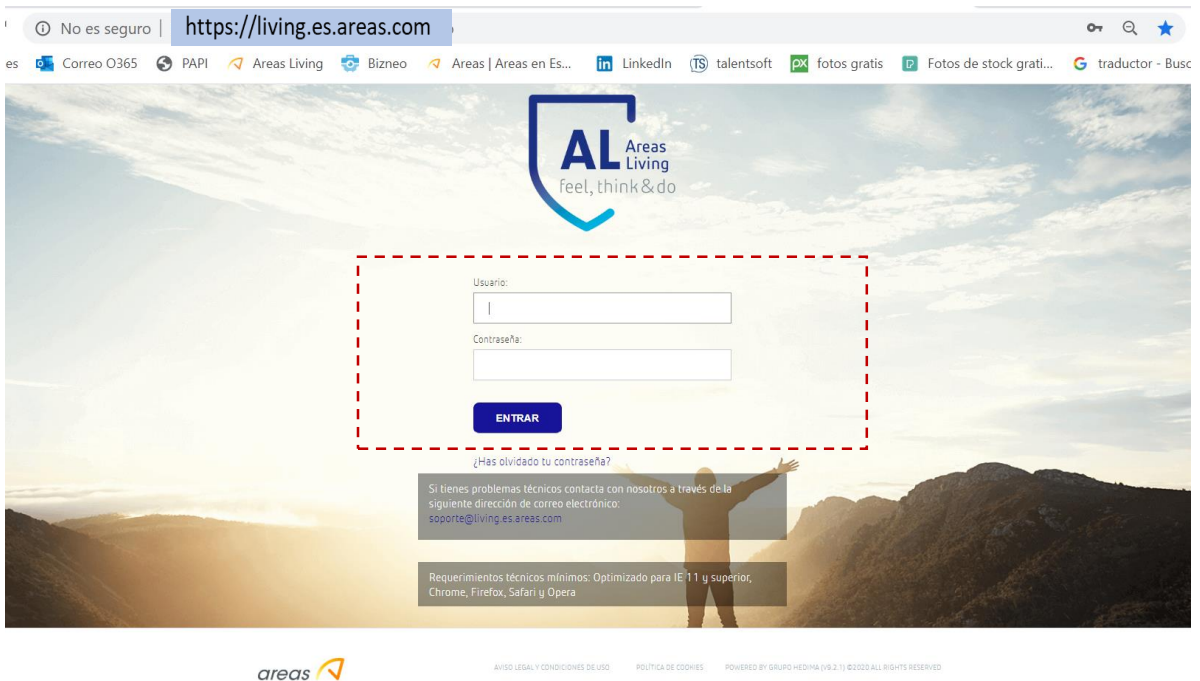 No es seguro | https://living.es.areas.com
es Correo O365 PAPI Areas Living Bizneo Areas | Areas en Es... in LinkedIn TS talentsoft px fotos gratis Fotos de stock grati... G traductor - Busc
AL Areas
Living
feel, think&do
Usuario:
Contraseña:
ENTRAR
¿Has olvidado tu contraseña?
Si tienes problemas técnicos contacta con nosotros a través de la
siguiente dirección de correo electrónico:
soporte@living.es.areas.com
Requerimientos técnicos mínimos: Optimizado para IE 11 y superior,
Chrome, Firefox, Safari y Opera
areas AVISO LEGAL Y CONDICIONES DE USO POLÍTICA DE COOKIES POWERED BY GRUPO HEDIMA (V9.2.1) ©2020 ALL RIGHTS RESERVED